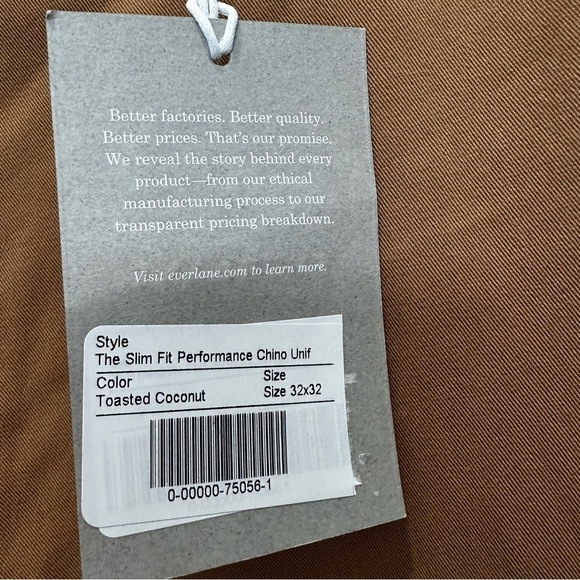 Better factories. Better quality.
Better prices. That's our promise.
We reveal the story behind every
product—from our ethical
manufacturing process to our
transparent pricing breakdown.
Visit everlane.com to learn more.
Style
The Slim Fit Performance Chino Unif
Color Size
Toasted Coconut Size 32x32
0-00000-75056-1